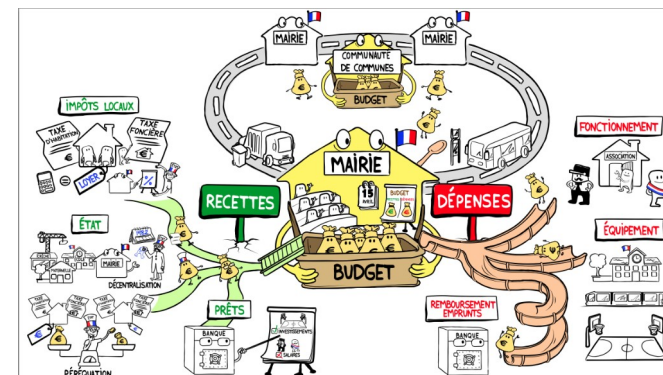 MAIRIE
MAIRIE
COMMUNAUTÉ
DE COMMUNES
BUDGET
IMPÔTS LOCAUX
TAXE
D'HABITATION
€
TAXE
FONCIÈRE
€
=
LOYER
%
MAIRIE
15
AVRIL
BUDGET
RECETTES
DÉPENSES
BUDGET
FONCTIONNEMENT
ASSOCIATION
ÉTAT
MAIRIE
DÉCENTRALISATION
ÉQUIPEMENT
PRÊTS
BANQUE
INVESTISSEMENTS
SALAIRES
REMBOURSEMENT
EMPRUNTS
BANQUE
PÉRÉQUATION